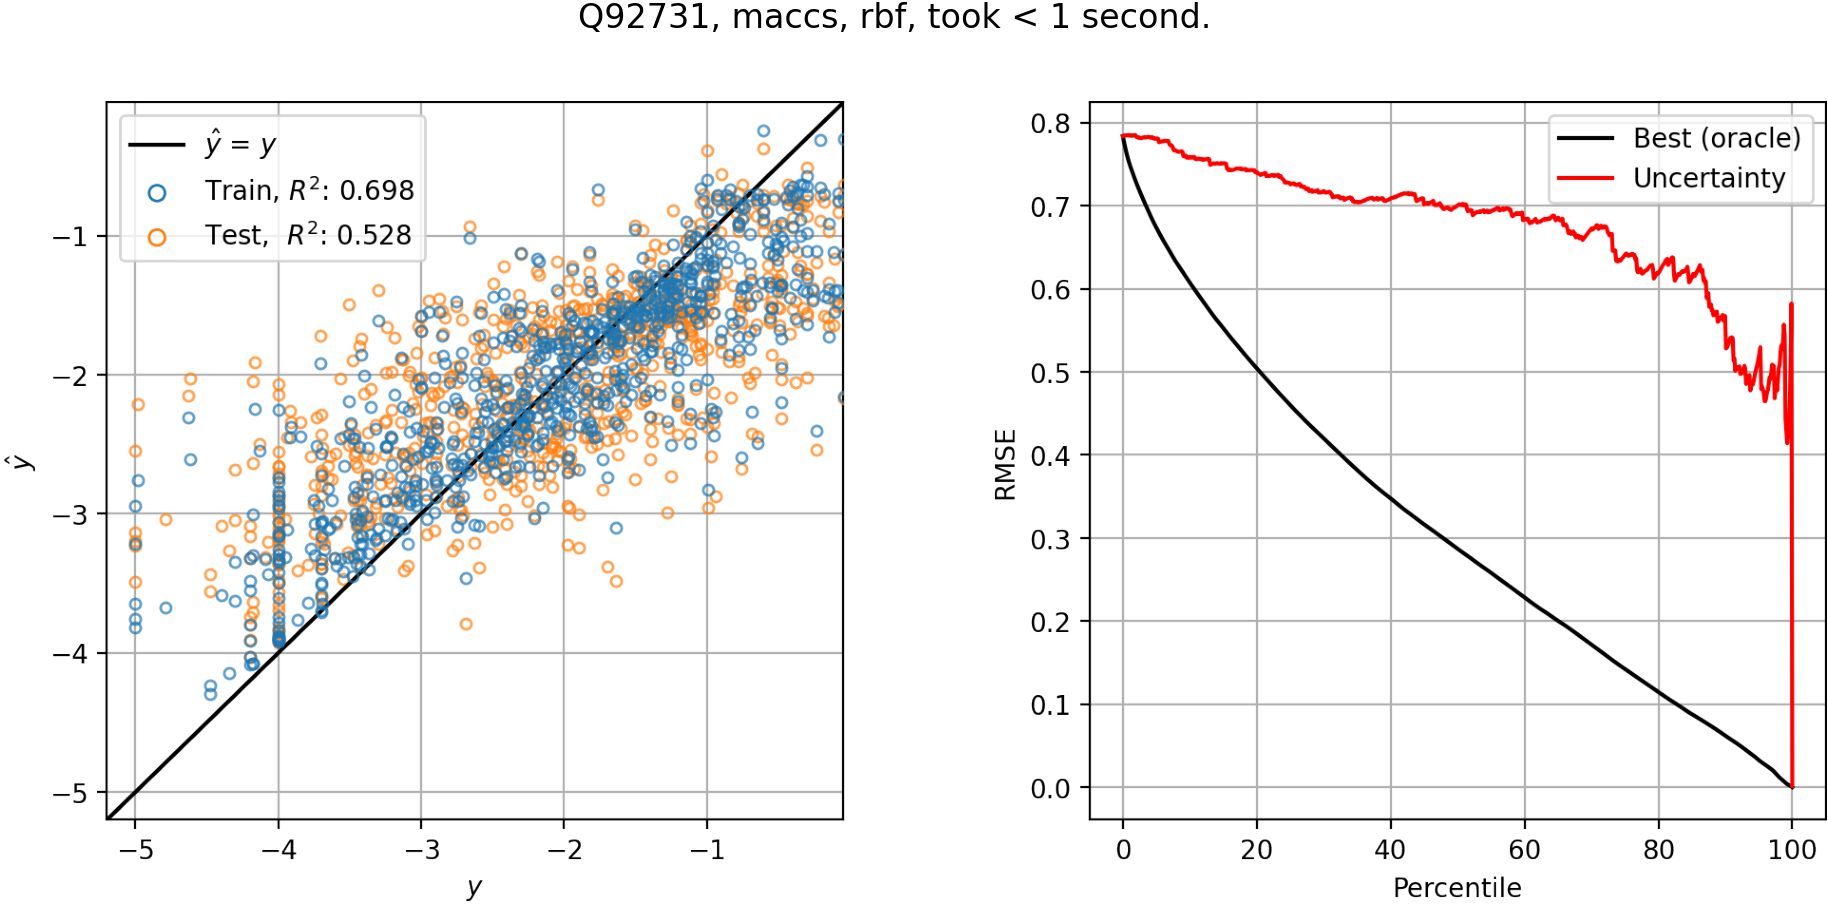 Q92731, maccs, rbf, took < 1 second.
ŷ = y
Train, R²: 0.698
Test, R²: 0.528
−1
−2
−3
−4
−5
ŷ
−5 −4 −3 −2 −1
y
Best (oracle)
Uncertainty
0.8
0.7
0.6
0.5
0.4
0.3
0.2
0.1
0.0
RMSE
0 20 40 60 80 100
Percentile